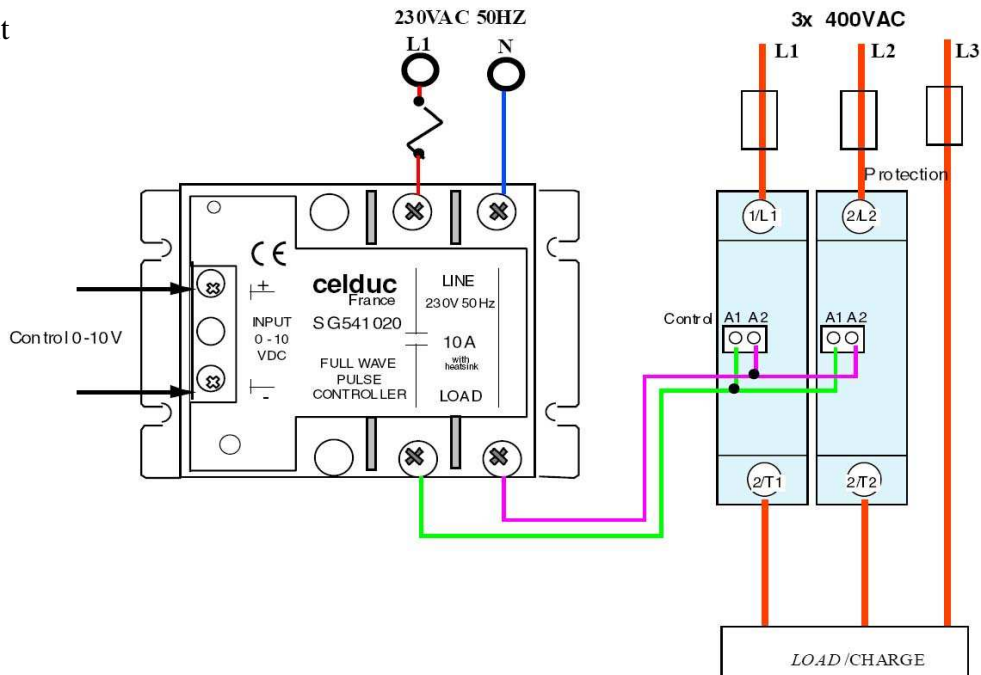 t
230VAC 50HZ
L1
N
3x 400VAC
L1
L2
L3
Protection
1/L1
2/L2
CE
+
celduc
France
SG541020
LINE
230V 50Hz
Control 0-10V
INPUT
0 - 10
VDC
10A
with
heatsink
FULL WAVE
PULSE
CONTROLLER
LOAD
-
Control
A1 A2
A1 A2
2/T1
2/T2
LOAD /CHARGE